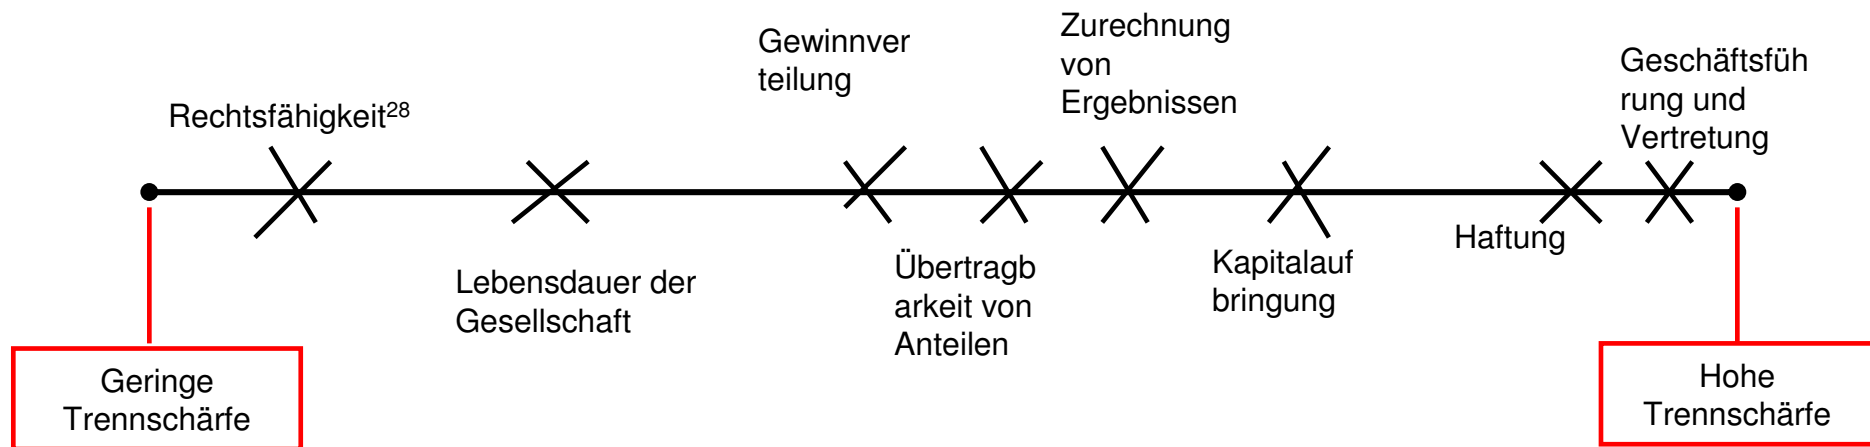 Gewinnver
teilung
Zurechnung
von
Ergebnissen
Geschäftsfüh
rung und
Vertretung
Rechtsfähigkeit28
Lebensdauer der
Gesellschaft
Übertragb
arkeit von
Anteilen
Kapitalauf
bringung
Haftung
Geringe
Trennschärfe
Hohe
Trennschärfe